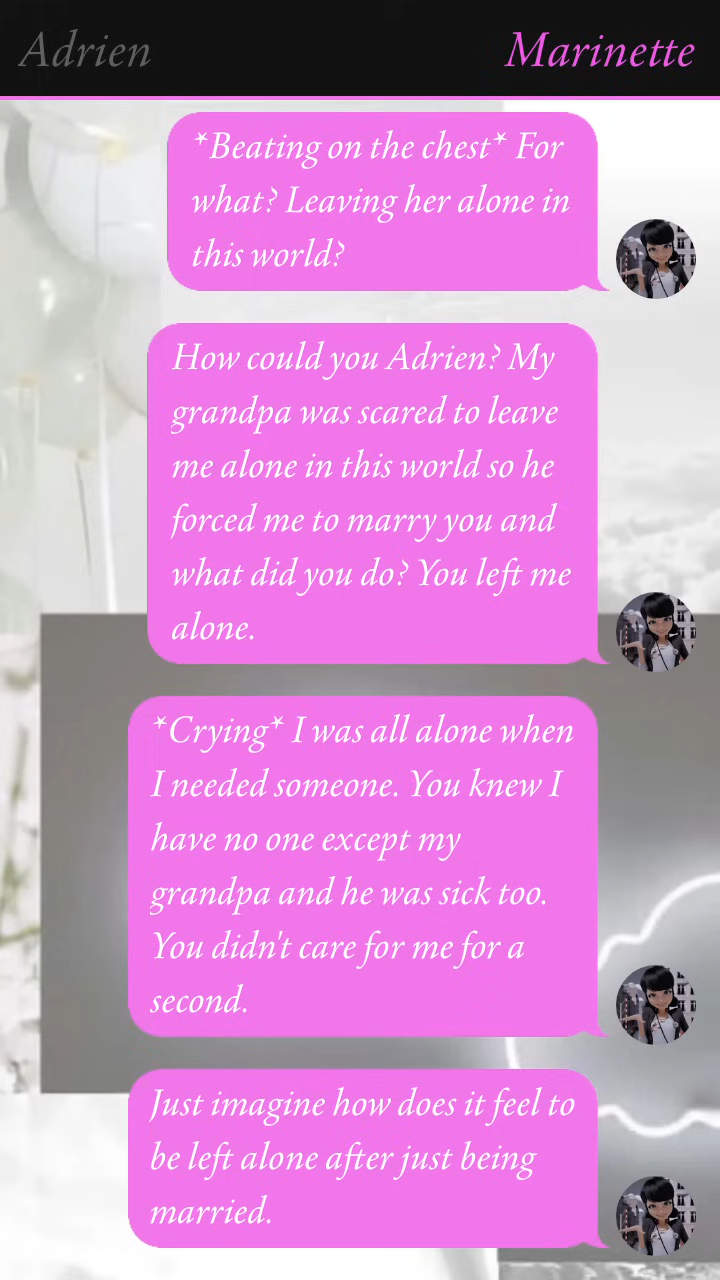 Adrien
Marinette
*Beating on the chest* For
what? Leaving her alone in
this world?
How could you Adrien? My
grandpa was scared to leave
me alone in this world so he
forced me to marry you and
what did you do? You left me
alone.
*Crying* I was all alone when
I needed someone. You knew I
have no one except my
grandpa and he was sick too.
You didn't care for me for a
second.
Just imagine how does it feel to
be left alone after just being
married.